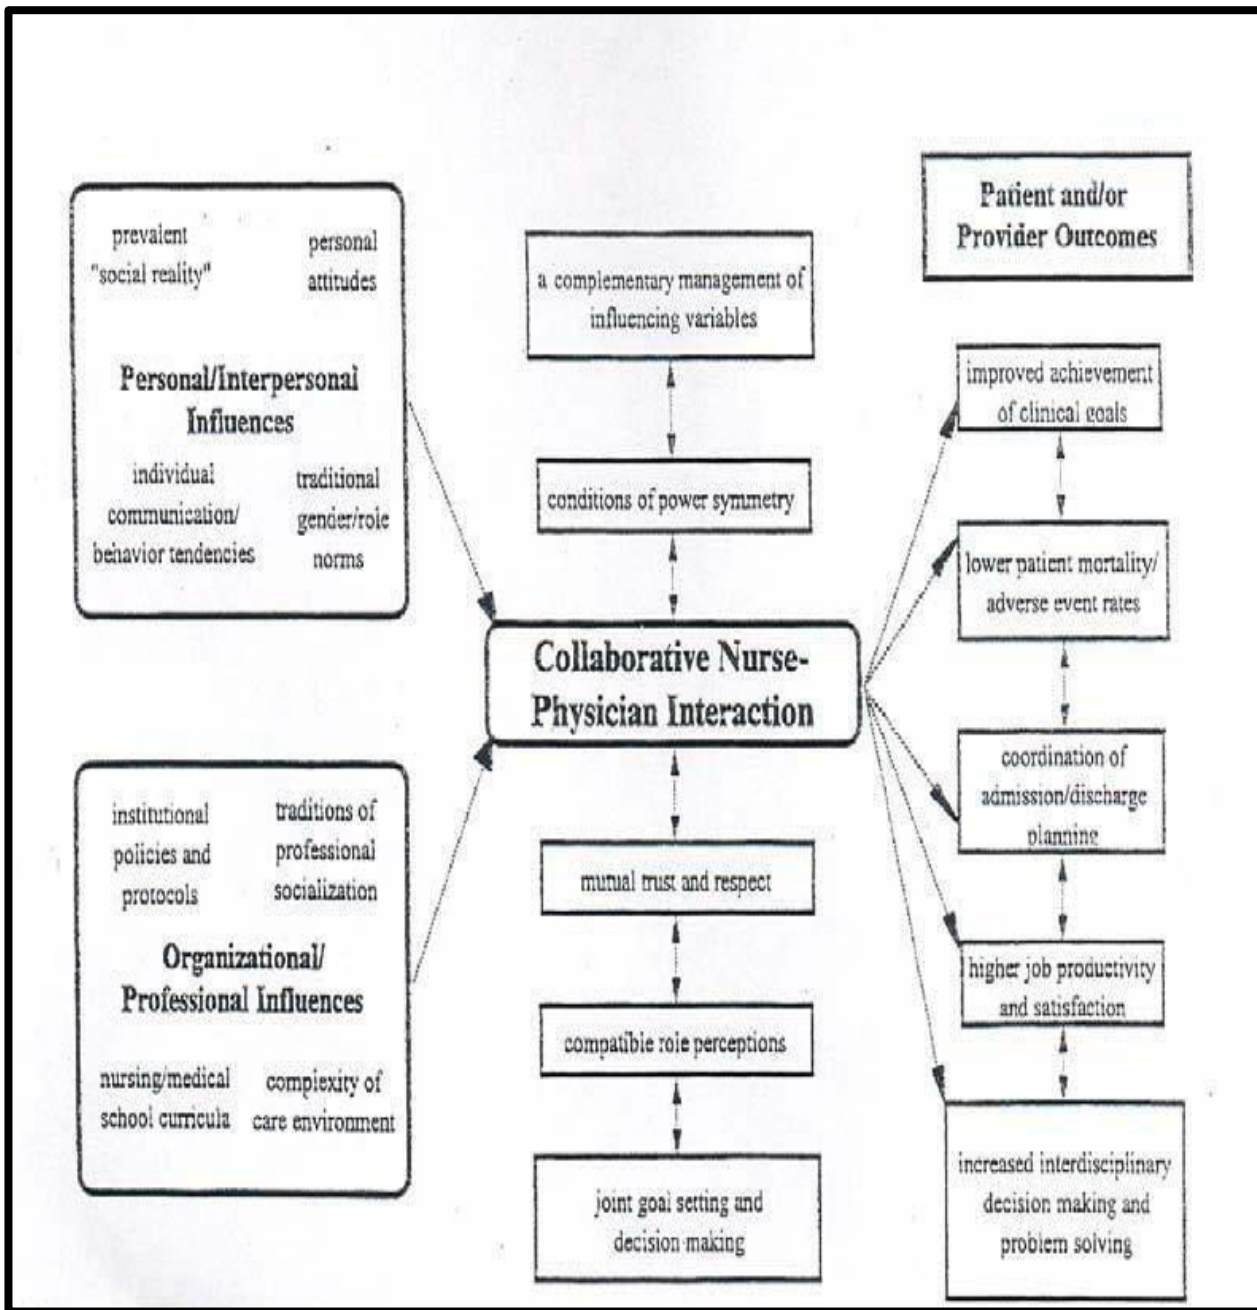 prevalent
"social reality"
personal
attitudes
Personal/Interpersonal
Influences
individual
communication/
behavior tendencies
traditional
gender/role
norms
institutional
policies and
protocols
traditions of
professional
socialization
Organizational/
Professional Influences
nursing/medical
school curricula
complexity of
care environment
a complementary management of
influencing variables
conditions of power symmetry
Collaborative Nurse-
Physician Interaction
mutual trust and respect
compatible role perceptions
joint goal setting and
decision making
Patient and/or
Provider Outcomes
improved achievement
of clinical goals
lower patient mortality/
adverse event rates
coordination of
admission/discharge
planning
higher job productivity
and satisfaction
increased interdisciplinary
decision making and
problem solving